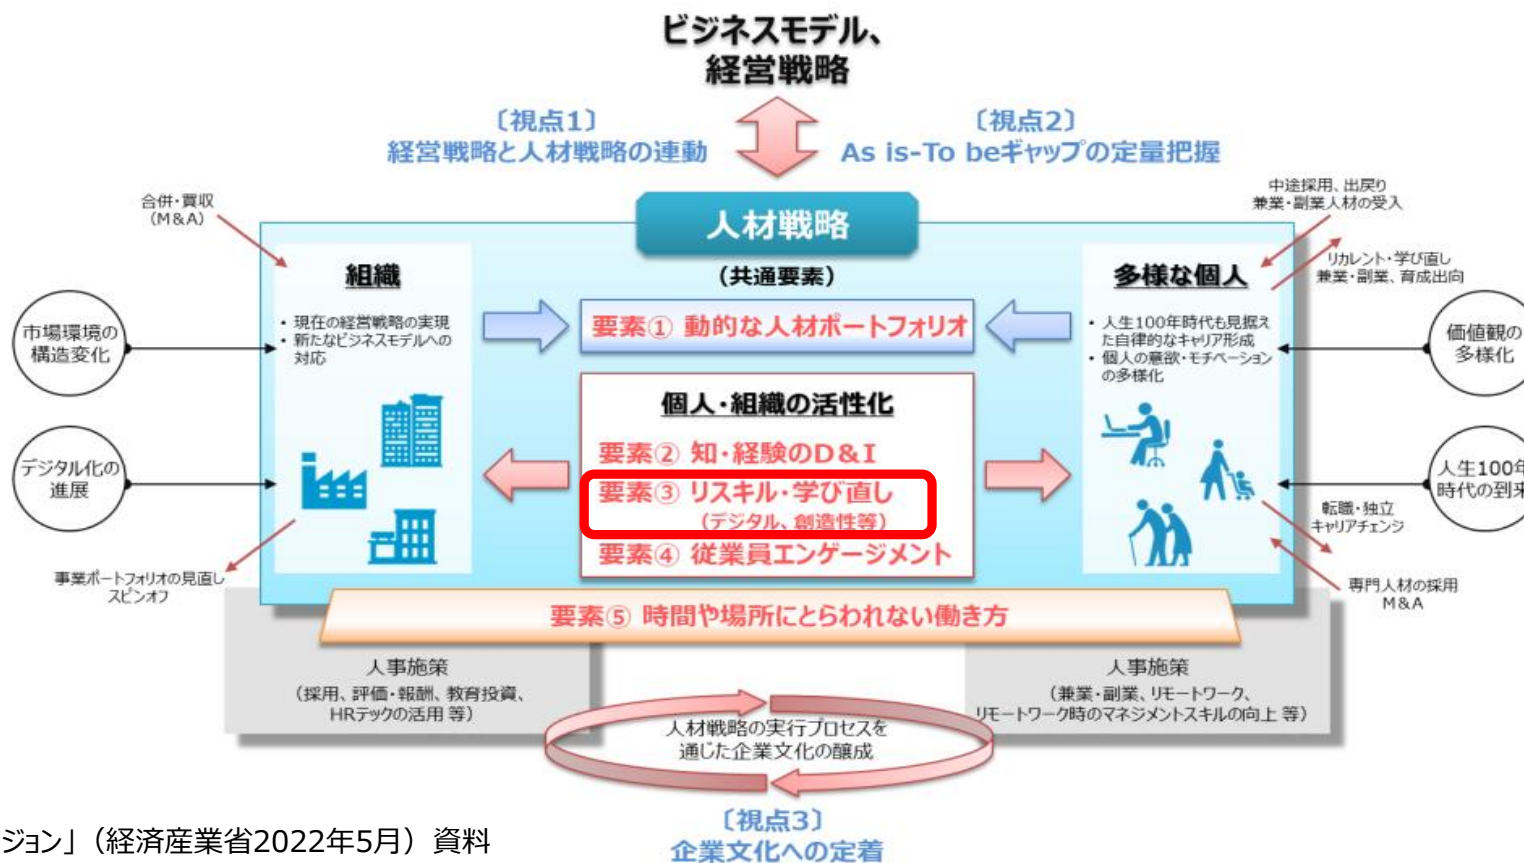 ビジネスモデル、
経営戦略
〔視点1〕
経営戦略と人材戦略の連動
〔視点2〕
As is-To beギャップの定量把握
合併・買収
（M&A）
中途採用、出戻り
兼業・副業人材の受入
リカレント・学び直し
兼業・副業、育成出向
人材戦略
（共通要素）
組織
・現在の経営戦略の実現
・新たなビジネスモデルへの
対応
要素① 動的な人材ポートフォリオ
多様な個人
・人生100年時代も見据え
た自律的なキャリア形成
・個人の意欲・モチベーション
の多様化
市場環境の
構造変化
デジタル化の
進展
価値観の
多様化
人生100年
時代の到来
個人・組織の活性化
要素② 知・経験のD&I
要素③ リスキル・学び直し
（デジタル、創造性等）
要素④ 従業員エンゲージメント
転職・独立
キャリアチェンジ
専門人材の採用
M&A
事業ポートフォリオの見直し
スピンオフ
要素⑤ 時間や場所にとらわれない働き方
人事施策
（採用、評価・報酬、教育投資、
HRテックの活用 等）
人事施策
（兼業・副業、リモートワーク、
リモートワーク時のマネジメントスキルの向上 等）
人材戦略の実行プロセスを
通じた企業文化の醸成
〔視点3〕
企業文化への定着
ジョン」（経済産業省2022年5月）資料